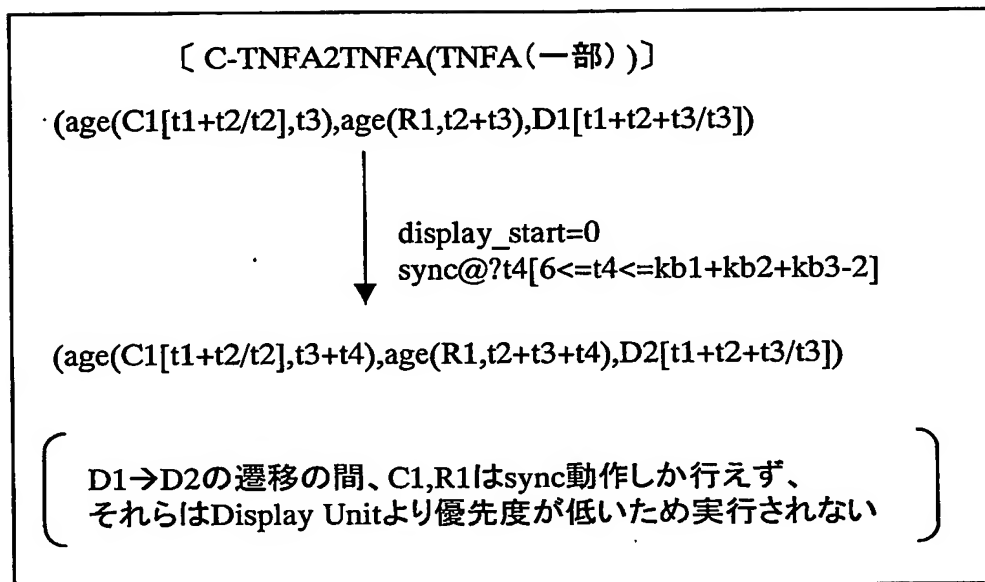 〔 C-TNFA2TNFA(TNFA(一部) )〕
(age(C1[t1+t2/t2],t3),age(R1,t2+t3),D1[t1+t2+t3/t3])
display_start=0
sync@?t4[6<=t4<=kb1+kb2+kb3-2]
(age(C1[t1+t2/t2],t3+t4),age(R1,t2+t3+t4),D2[t1+t2+t3/t3])
D1→D2の遷移の間、C1,R1はsync動作しか行えず、
それらはDisplay Unitより優先度が低いため実行されない